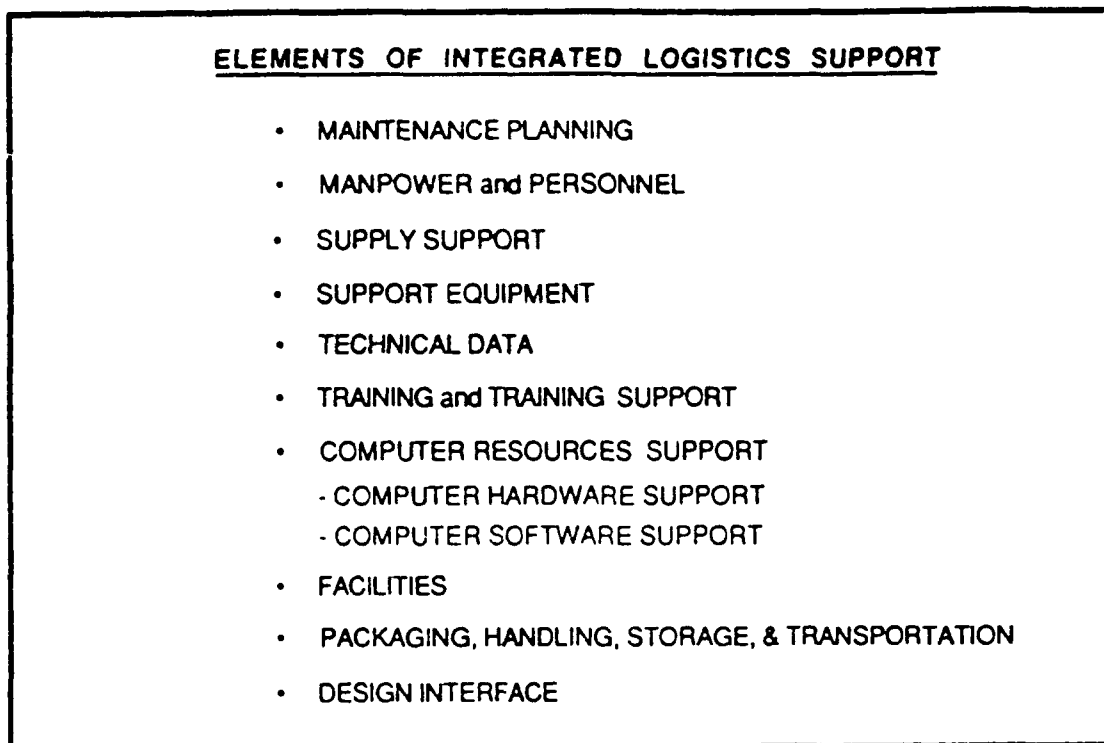 ELEMENTS OF INTEGRATED LOGISTICS SUPPORT
• MAINTENANCE PLANNING
• MANPOWER and PERSONNEL
• SUPPLY SUPPORT
• SUPPORT EQUIPMENT
• TECHNICAL DATA
• TRAINING and TRAINING SUPPORT
• COMPUTER RESOURCES SUPPORT
- COMPUTER HARDWARE SUPPORT
- COMPUTER SOFTWARE SUPPORT
• FACILITIES
• PACKAGING, HANDLING, STORAGE, & TRANSPORTATION
• DESIGN INTERFACE